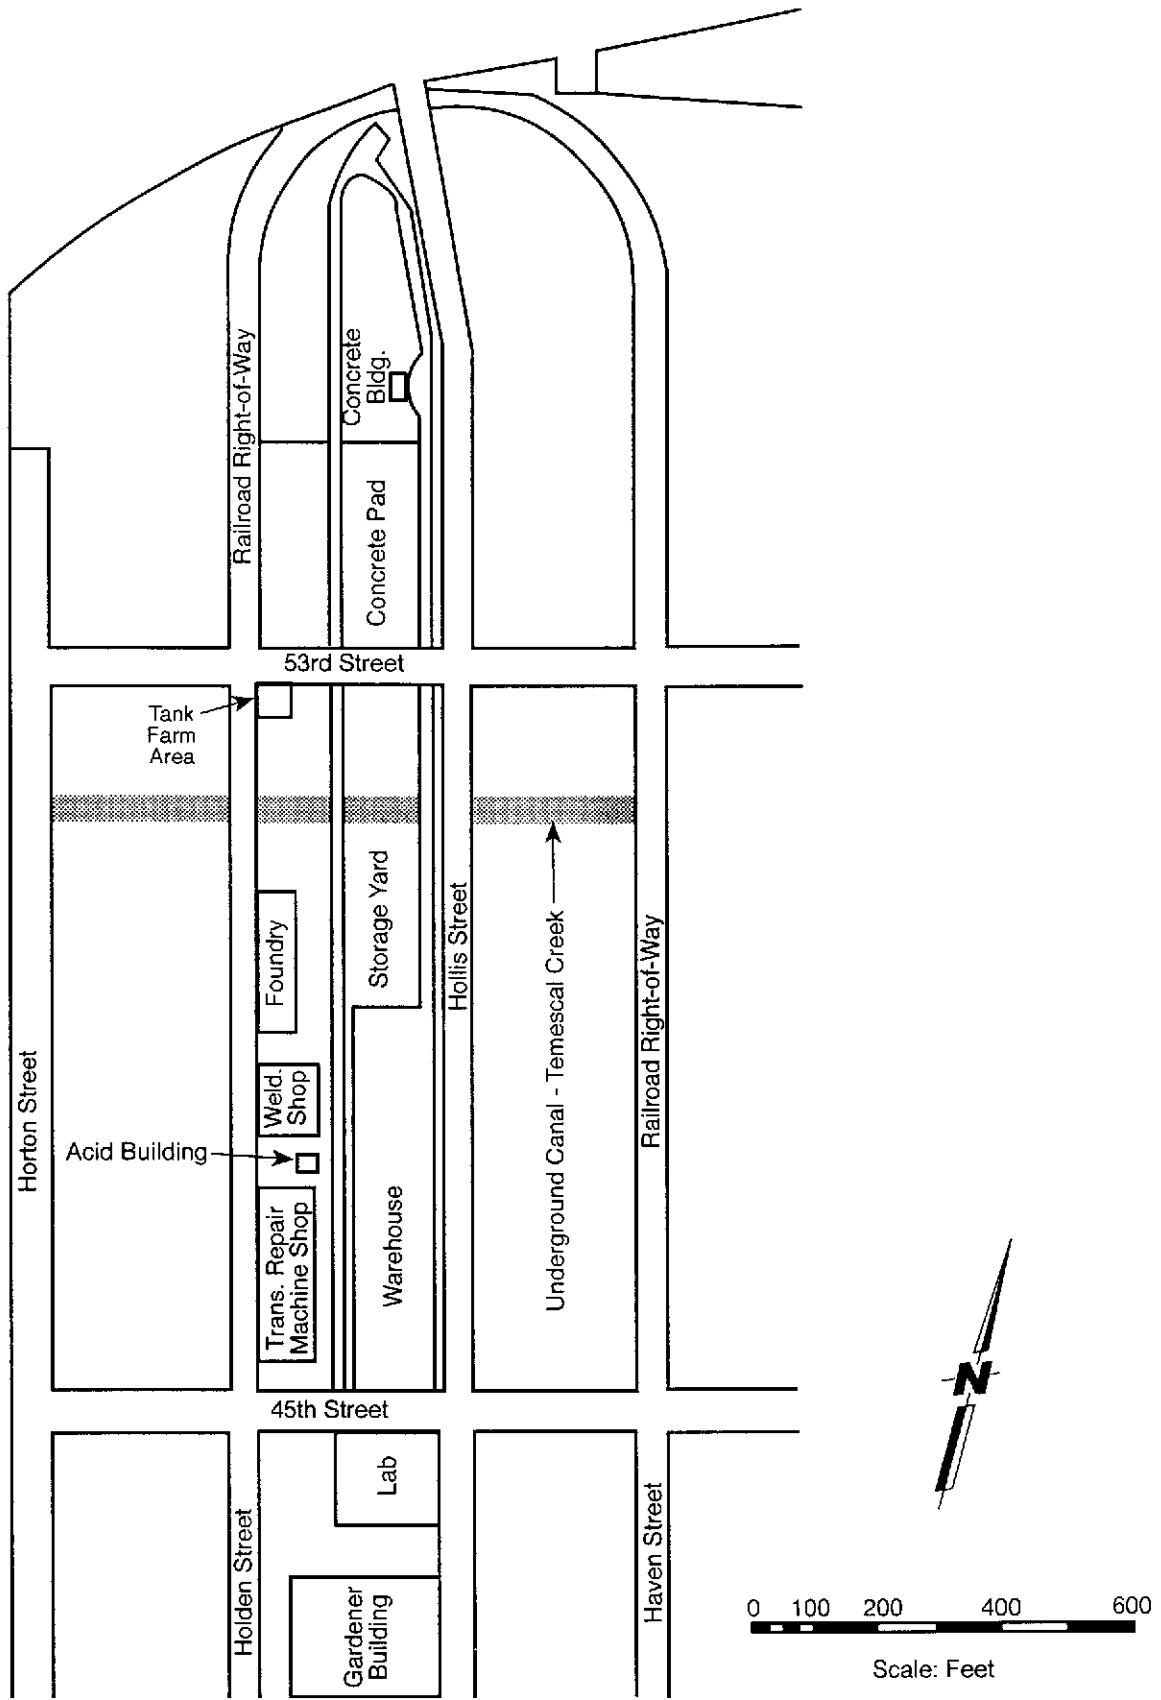 Concrete
Bldg.
Railroad Right-of-Way
Concrete Pad
53rd Street
Tank
Farm
Area
Storage Yard
Hollis Street
Foundry
Underground Canal - Temescal Creek
Railroad Right-of-Way
Horton Street
Weld.
Shop
Acid Building
Trans. Repair
Machine Shop
Warehouse
45th Street
N
Lab
Holden Street
Haven Street
Gardener
Building
0 100 200 400 600
Scale: Feet